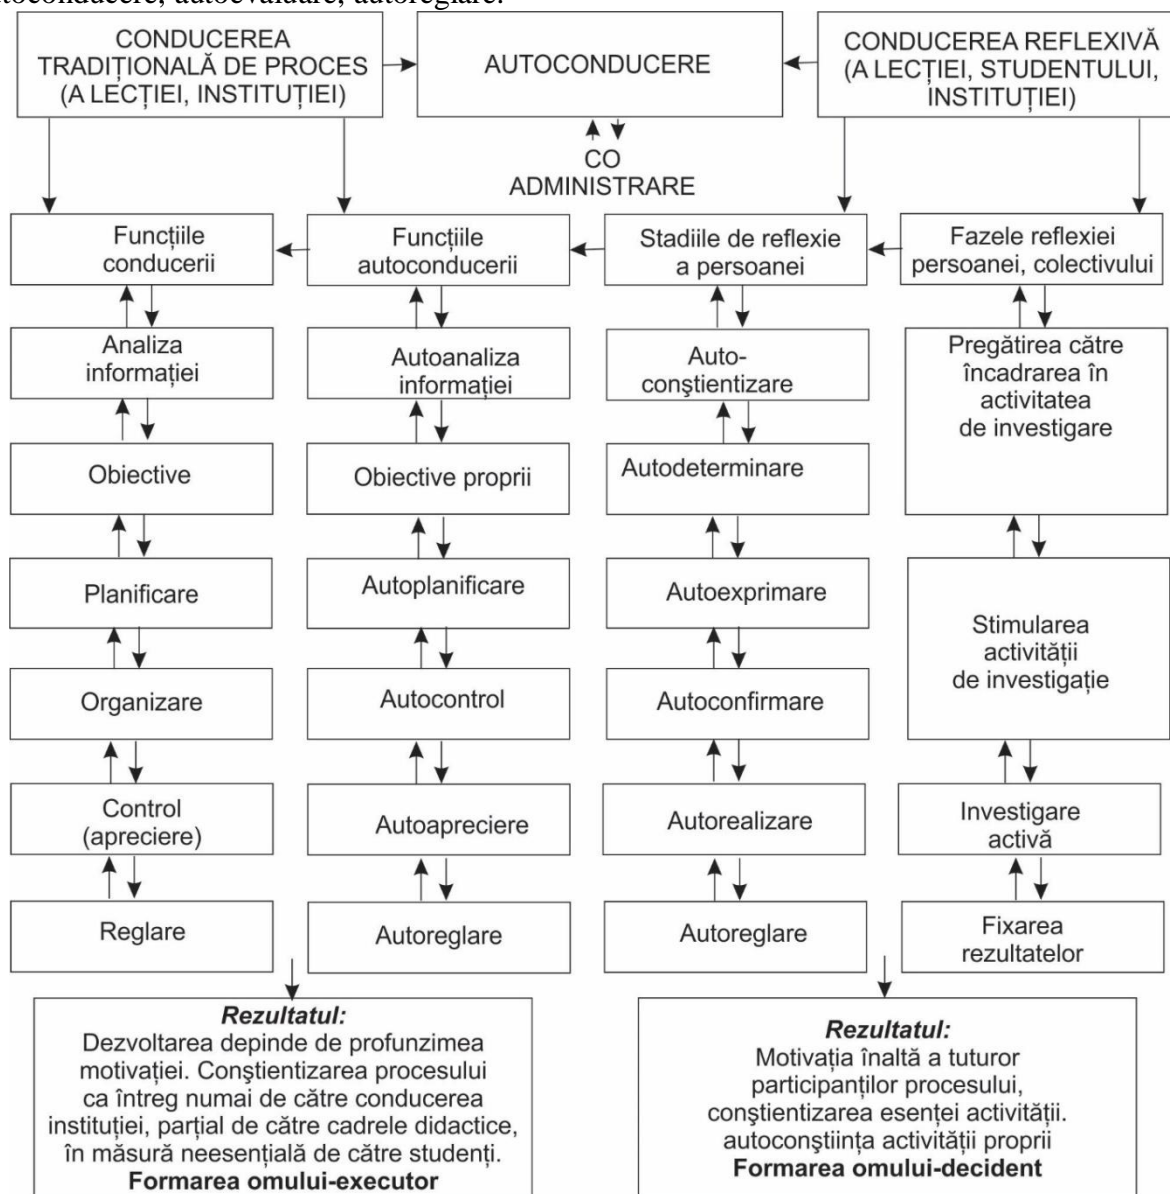 autoevaluare, autoreglare.
CONDUCEREA
TRADIȚIONALĂ DE PROCES
(A LECȚIEI, INSTITUȚIEI)
AUTOCONDUCERE
CONDUCEREA REFLEXIVĂ
(A LECȚIEI, STUDENTULUI,
INSTITUȚIEI)
CO
ADMINISTRARE
Funcțiile
conducerii
Funcțiile
autoconducerii
Stadiile de reflexie
a persoanei
Fazele reflexiei
persoanei, colectivului
Analiza
informației
Autoanaliza
informației
Auto-
conştientizare
Pregătirea către
încadrarea în
activitatea
de investigare
Obiective
Obiective proprii
Autodeterminare
Planificare
Autoplanificare
Autoexprimare
Stimularea
activității
de investigație
Organizare
Autocontrol
Autoconfirmare
Control
(apreciere)
Autoapreciere
Autorealizare
Investigare
activă
Reglare
Autoreglare
Autoreglare
Fixarea
rezultatelor
Rezultatul:
Dezvoltarea depinde de profunzimea
motivației. Conştientizarea procesului
ca întreg numai de către conducerea
instituției, parțial de către cadrele didactice,
în măsură neesențială de către studenți.
Formarea omului-executor
Rezultatul:
Motivația înaltă a tuturor
participanților procesului,
conştientizarea esenței activității.
autoconştiința activității proprii
Formarea omului-decident